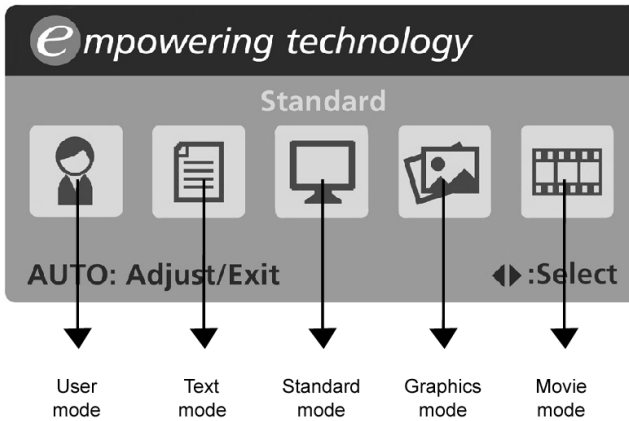 empowering technology
Standard
AUTO: Adjust/Exit ◀▶:Select
User mode
Text mode
Standard mode
Graphics mode
Movie mode